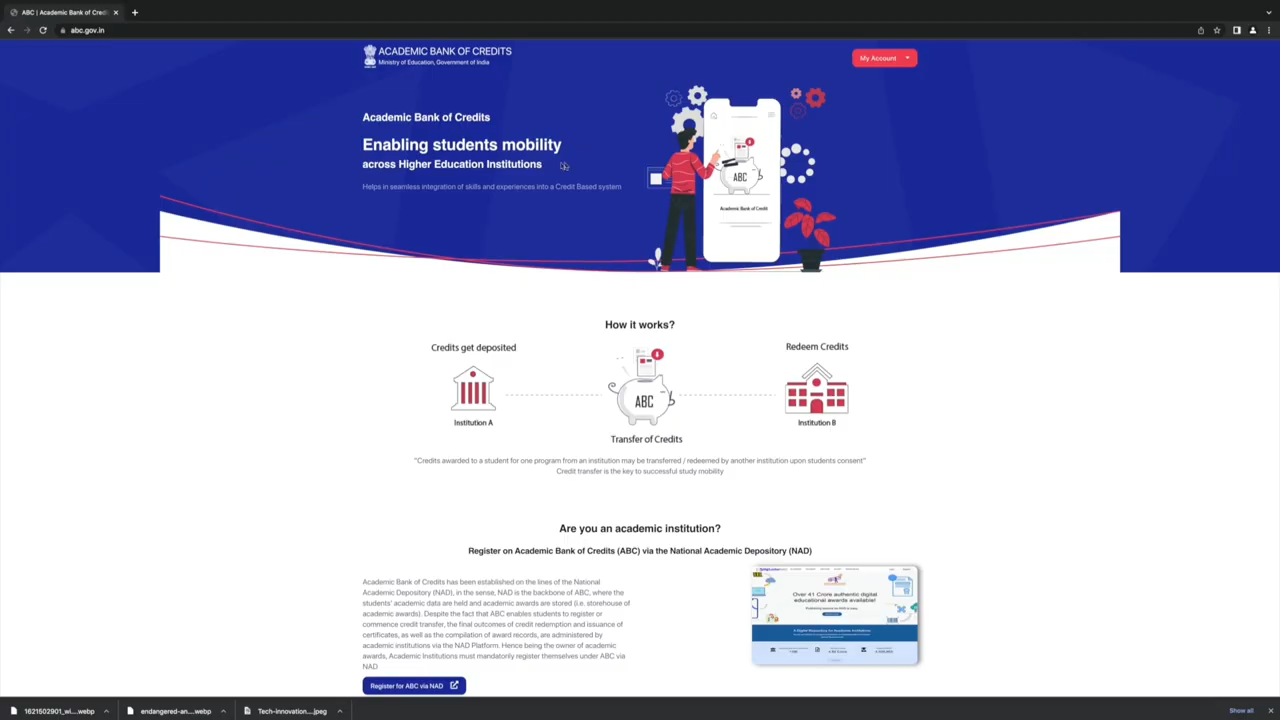 ABC | Academic Bank of Credi
abc.gov.in
ACADEMIC BANK OF CREDITS
Ministry of Education, Government of India
My Account
Academic Bank of Credits
Enabling students mobility
across Higher Education Institutions
Helps in seamless integration of skills and experiences into a Credit Based system
ABC
Academic Bank of Credit
How it works?
Credits get deposited
Redeem Credits
ABC
Institution A
Institution B
Transfer of Credits
"Credits awarded to a student for one program from an institution may be transferred / redeemed by another institution upon students consent"
Credit transfer is the key to successful study mobility
Are you an academic institution?
Register on Academic Bank of Credits (ABC) via the National Academic Depository (NAD)
Academic Bank of Credits has been established on the lines of the National
Academic Depository (NAD), in the sense, NAD is the backbone of ABC, where the
students' academic data are held and academic awards are stored (i.e. storehouse of
academic awards). Despite the fact that ABC enables students to register or
commence credit transfer, the final outcomes of credit redemption and issuance of
certificates, as well as the compilation of award records, are administered by
academic institutions via the NAD Platform. Hence being the owner of academic
awards, Academic Institutions must mandatorily register themselves under ABC via
NAD
Over 41 Crore authentic digital
educational awards available!
A Digital Depository for Academic Institutions
Register for ABC via NAD
1621502901_wi....webp
endangered-an....webp
Tech-innovation....jpeg
Show all